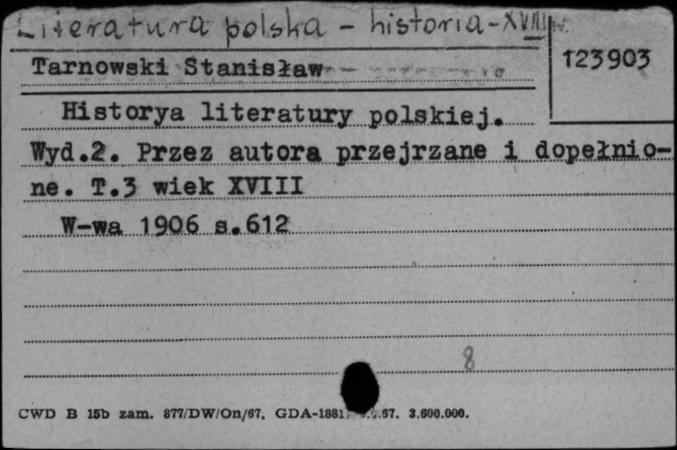 Literatura polska - historia - XVIII w.
Tarnowski Stanisław
123903
Historya literatury polskiej.
Wyd.2. Przez autora przejrzane i dopełnio-
ne. T.3 wiek XVIII
W-wa 1906 s.612
8
CWD B 15b zam. 877/DW/On/67. GDA-1881 .67. 3.600.000.